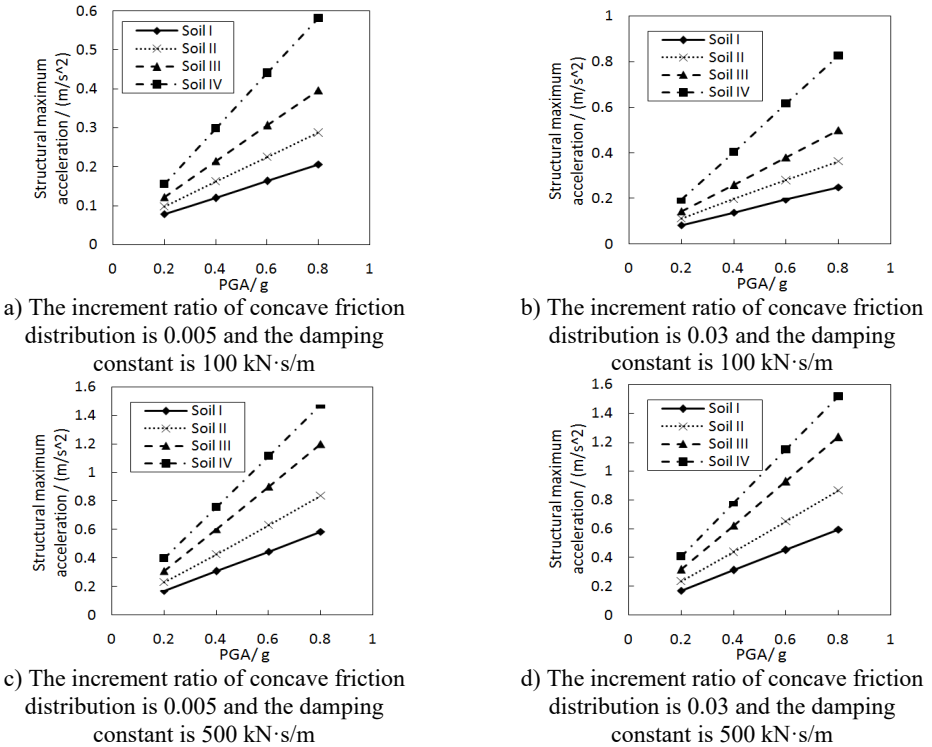 Structural maximum
acceleration / (m/s^2)
0.6
0.5
0.4
0.3
0.2
0.1
0
Soil I
Soil II
Soil III
Soil IV
0 0.2 0.4 0.6 0.8 1
PGA/ g
a) The increment ratio of concave friction
distribution is 0.005 and the damping
constant is 100 kN·s/m
Structural maximum
acceleration / (m/s^2)
1
0.8
0.6
0.4
0.2
0
Soil I
Soil II
Soil III
Soil IV
0 0.2 0.4 0.6 0.8 1
PGA/ g
b) The increment ratio of concave friction
distribution is 0.03 and the damping
constant is 100 kN·s/m
Structural maximum
acceleration / (m/s^2)
1.6
1.4
1.2
1
0.8
0.6
0.4
0.2
0
Soil I
Soil II
Soil III
Soil IV
0 0.2 0.4 0.6 0.8 1
PGA/ g
c) The increment ratio of concave friction
distribution is 0.005 and the damping
constant is 500 kN·s/m
Structural maximum
acceleration / (m/s^2)
1.6
1.4
1.2
1
0.8
0.6
0.4
0.2
0
Soil I
Soil II
Soil III
Soil IV
0 0.2 0.4 0.6 0.8 1
PGA/ g
d) The increment ratio of concave friction
distribution is 0.03 and the damping
constant is 500 kN·s/m